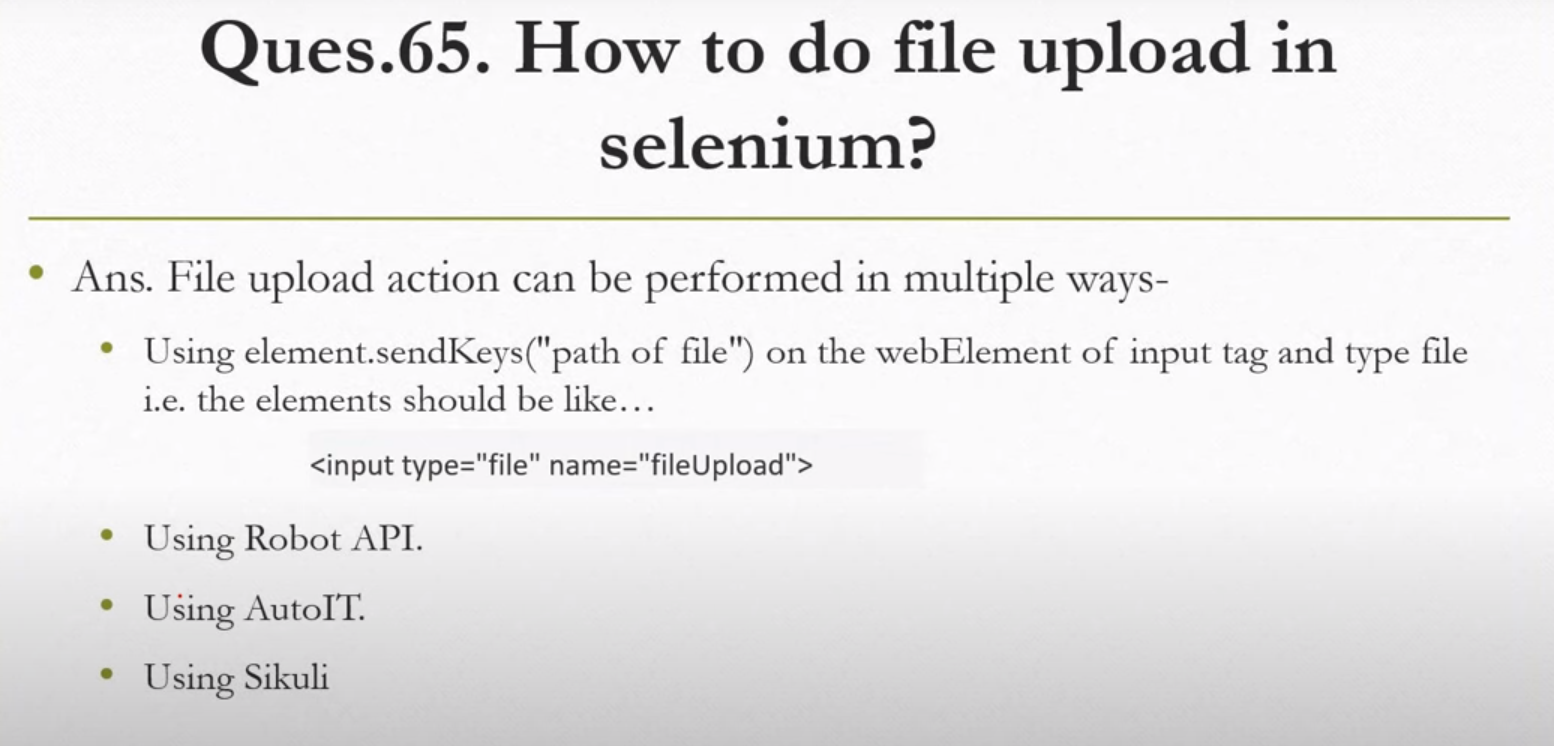 Ques.65. How to do file upload in
selenium?
• Ans. File upload action can be performed in multiple ways-
• Using element.sendKeys("path of file") on the webElement of input tag and type file
i.e. the elements should be like…
<input type="file" name="fileUpload">
• Using Robot API.
• Using AutoIT.
• Using Sikuli